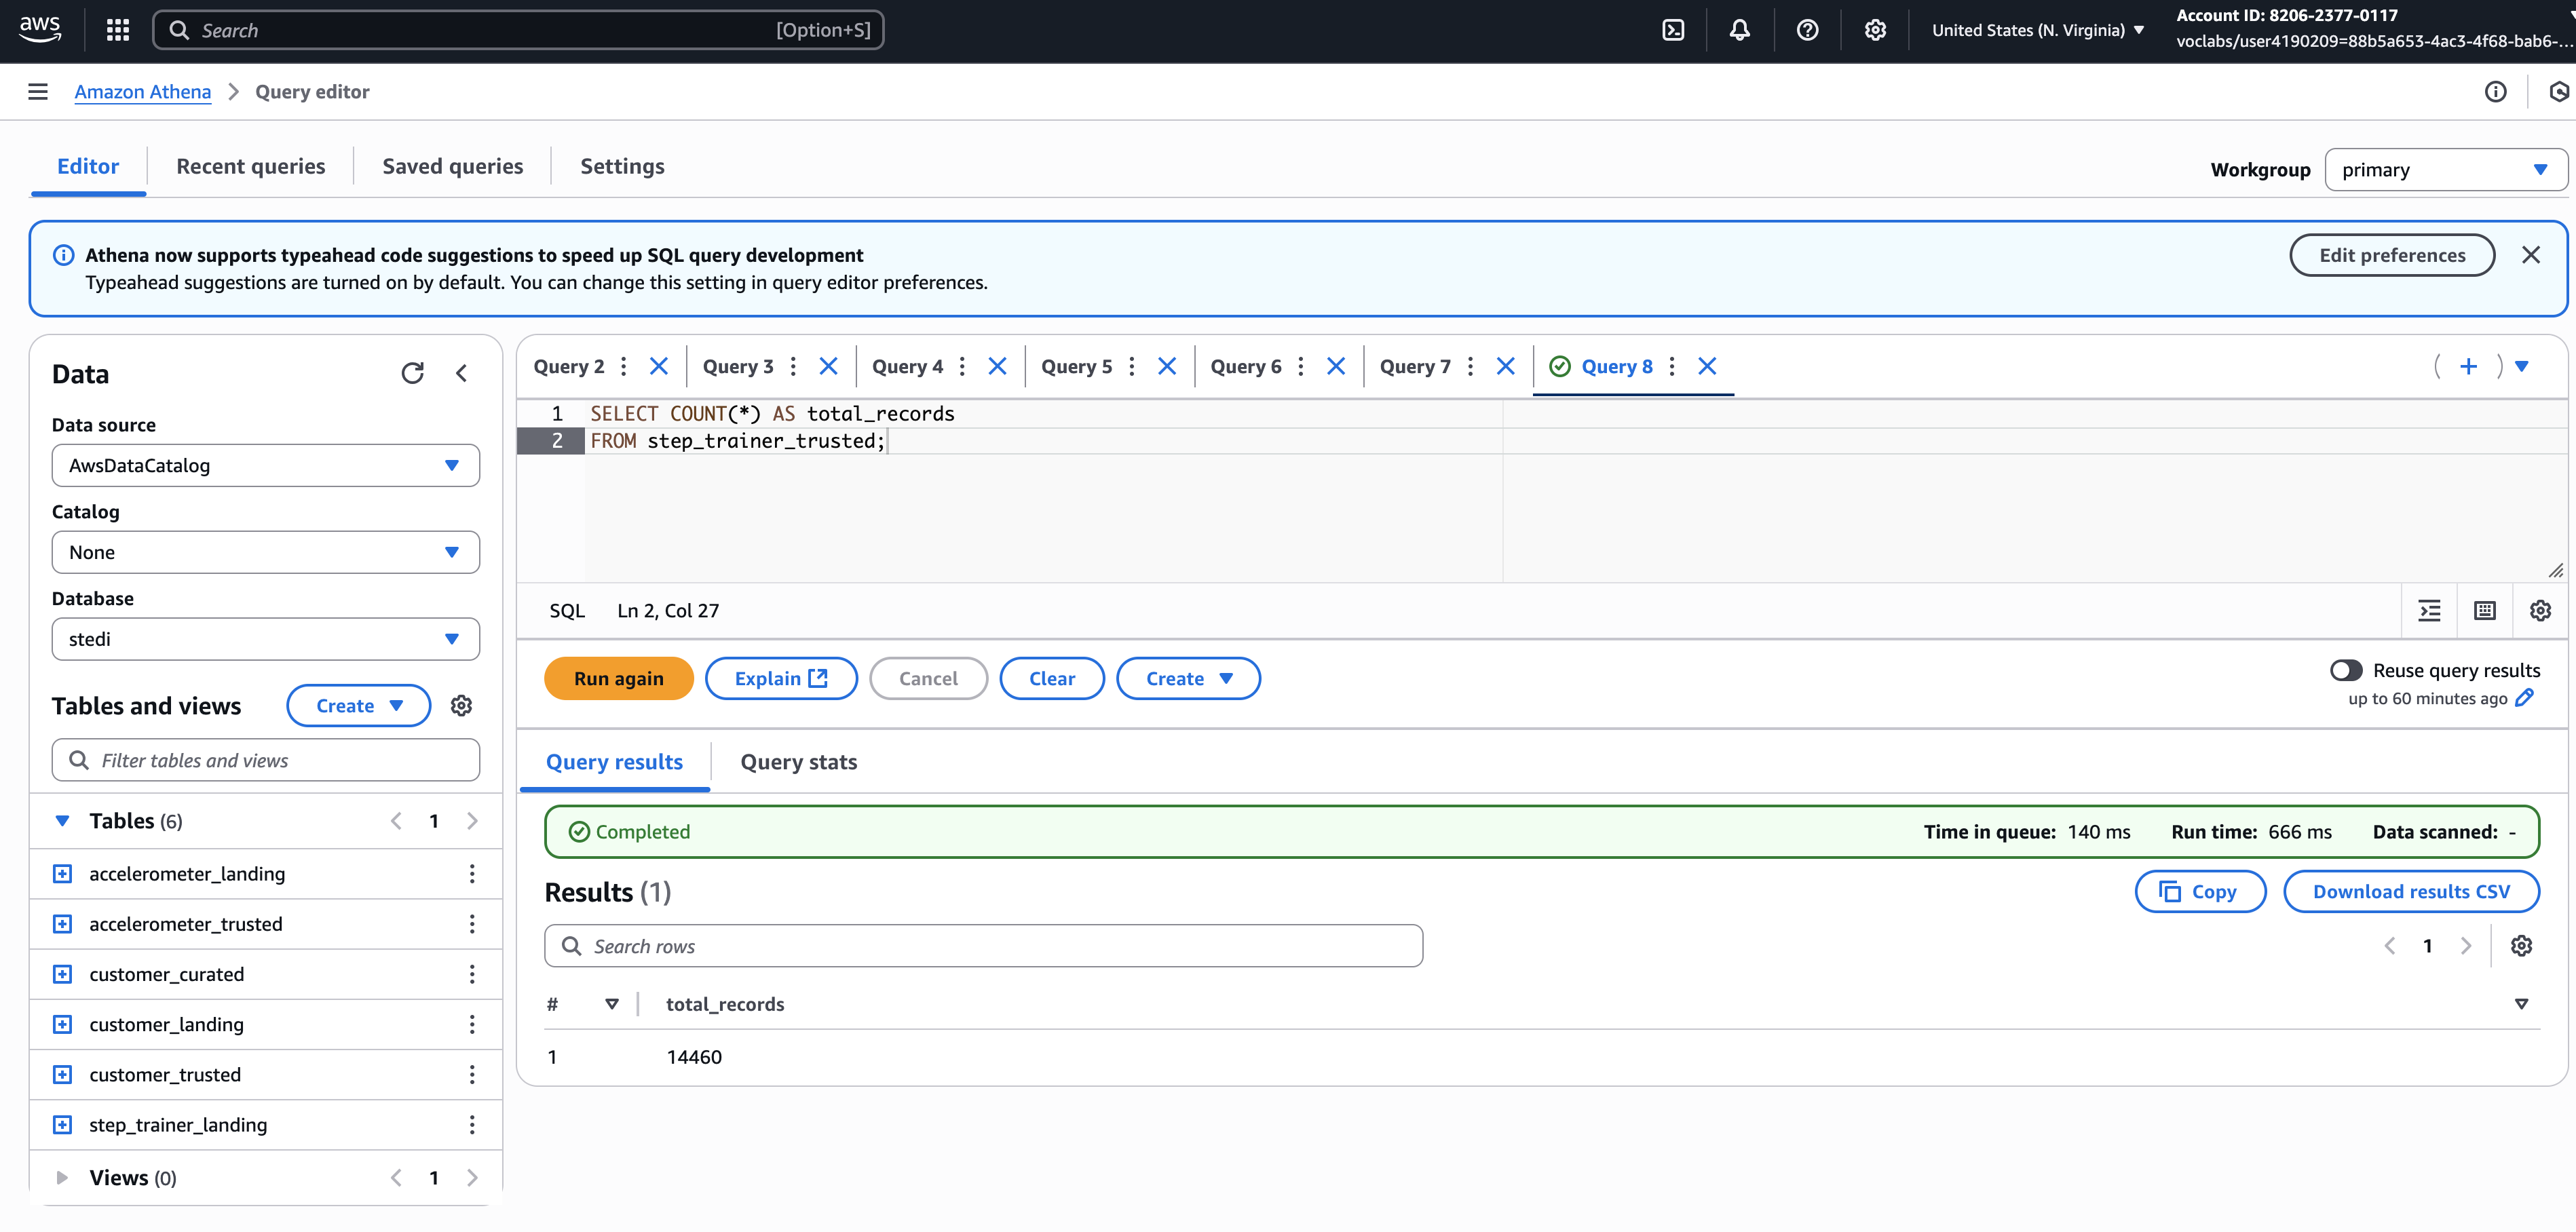 aws
Search
[Option+S]
United States (N. Virginia)
Account ID: 8206-2377-0117
voclabs/user4190209=88b5a653-4ac3-4f68-bab6-...
Amazon Athena > Query editor
Editor
Recent queries
Saved queries
Settings
Workgroup
primary
Athena now supports typeahead code suggestions to speed up SQL query development
Typeahead suggestions are turned on by default. You can change this setting in query editor preferences.
Edit preferences
Data
Data source
AwsDataCatalog
Catalog
None
Database
stedi
Tables and views
Create
Filter tables and views
Tables (6)
1
accelerometer_landing
accelerometer_trusted
customer_curated
customer_landing
customer_trusted
step_trainer_landing
Views (0)
1
Query 2
Query 3
Query 4
Query 5
Query 6
Query 7
Query 8
1 SELECT COUNT(*) AS total_records
2 FROM step_trainer_trusted;
SQL
Ln 2, Col 27
Run again
Explain
Cancel
Clear
Create
Reuse query results
up to 60 minutes ago
Query results
Query stats
Completed
Time in queue: 140 ms
Run time: 666 ms
Data scanned: -
Results (1)
Copy
Download results CSV
Search rows
1
# total_records
1 14460